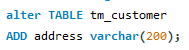 alter TABLE tm_customer
ADD address varchar(200);